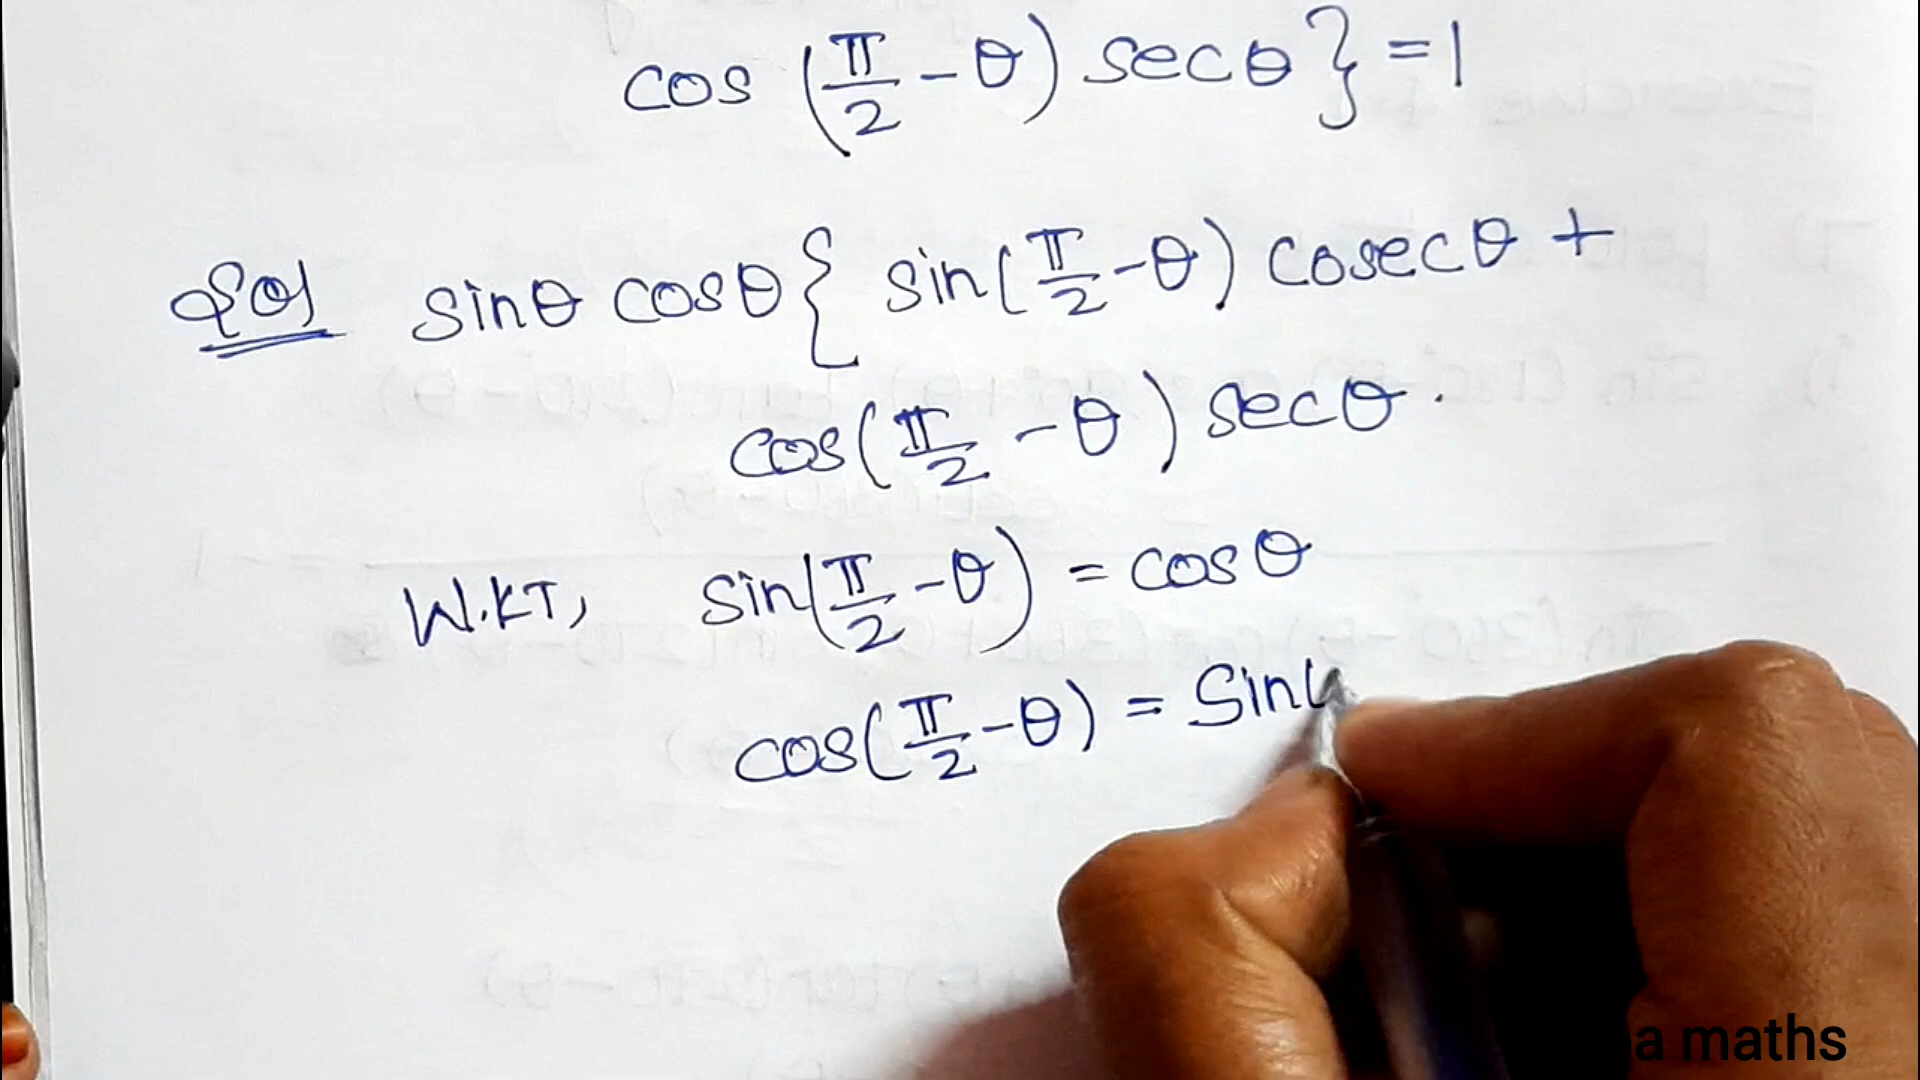 cos (π/2 - θ) secθ } = 1
Sol sinθ cosθ { sin(π/2 - θ) cosecθ +
cos(π/2 - θ) secθ.
W.KT, sin(π/2 - θ) = cosθ
cos(π/2 - θ) = Sin
a maths